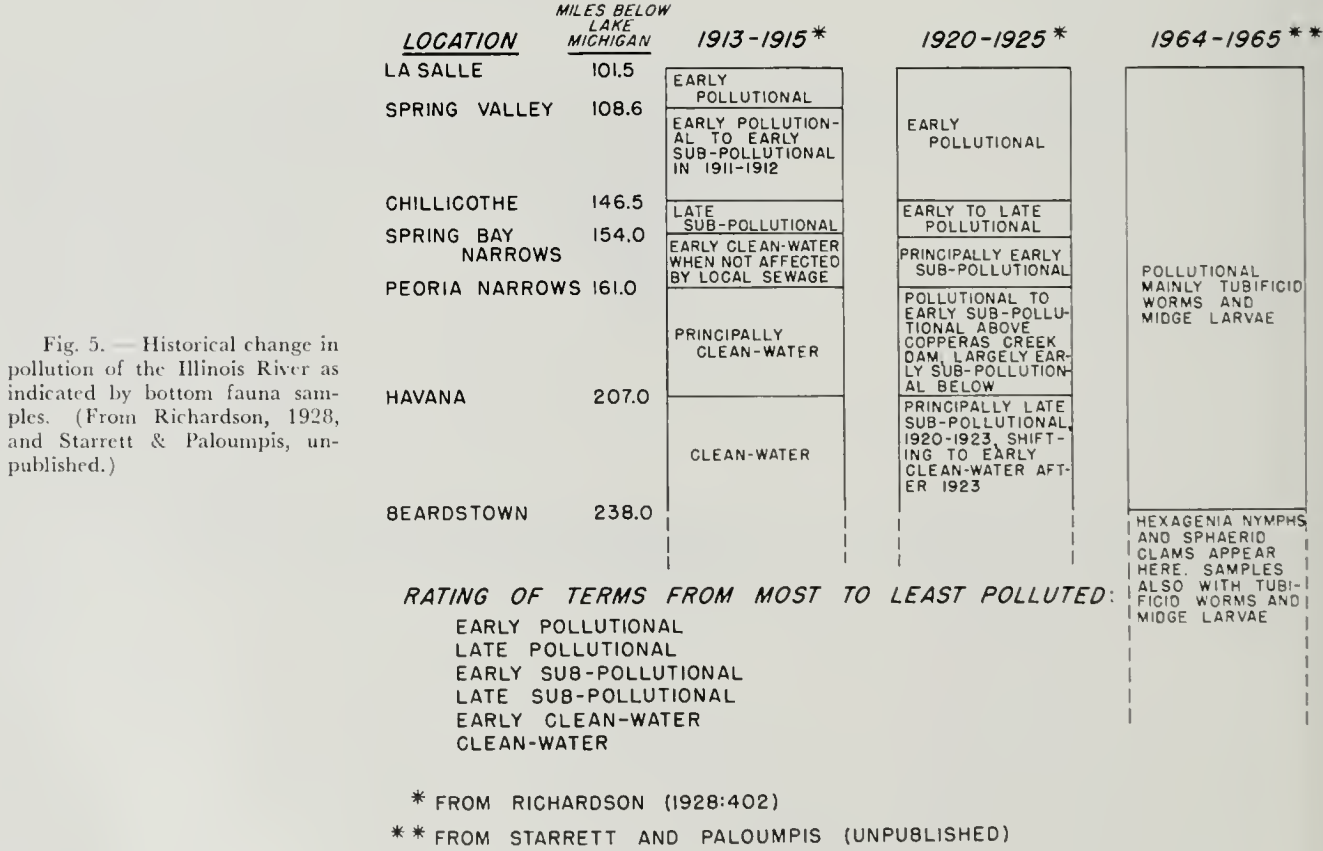 Fig. 5. — Historical change in
pollution of the Illinois River as
indicated by bottom fauna sam-
ples. (From Richardson, 1928,
and Starrett & Paloumpis, un-
published.)
LOCATION
MILES BELOW
LAKE
MICHIGAN
1913-1915*
1920-1925*
1964-1965**
LA SALLE 101.5
SPRING VALLEY 108.6
CHILLICOTHE 146.5
SPRING BAY
NARROWS 154.0
PEORIA NARROWS 161.0
HAVANA 207.0
BEARDSTOWN 238.0
EARLY
POLLUTIONAL
EARLY POLLUTION-
AL TO EARLY
SUB-POLLUTIONAL
IN 1911-1912
LATE
SUB-POLLUTIONAL
EARLY CLEAN-WATER
WHEN NOT AFFECTED
BY LOCAL SEWAGE
PRINCIPALLY
CLEAN-WATER
CLEAN-WATER
EARLY
POLLUTIONAL
EARLY TO LATE
POLLUTIONAL
PRINCIPALLY EARLY
SUB-POLLUTIONAL
POLLUTIONAL TO
EARLY SUB-POLLU-
TIONAL ABOVE
COPPERAS CREEK
DAM, LARGELY EAR-
LY SUB-POLLUTION-
AL BELOW
PRINCIPALLY LATE
SUB-POLLUTIONAL,
1920-1923, SHIFT-
ING TO EARLY
CLEAN-WATER AFT-
ER 1923
POLLUTIONAL
MAINLY TUBIFICID
WORMS AND
MIDGE LARVAE
HEXAGENIA NYMPHS
AND SPHAERID
CLAMS APPEAR
HERE. SAMPLES
ALSO WITH TUBI-
FICID WORMS AND
MIDGE LARVAE
RATING OF TERMS FROM MOST TO LEAST POLLUTED:
EARLY POLLUTIONAL
LATE POLLUTIONAL
EARLY SUB-POLLUTIONAL
LATE SUB-POLLUTIONAL
EARLY CLEAN-WATER
CLEAN-WATER
* FROM RICHARDSON (1928:402)
** FROM STARRETT AND PALOUMPIS (UNPUBLISHED)